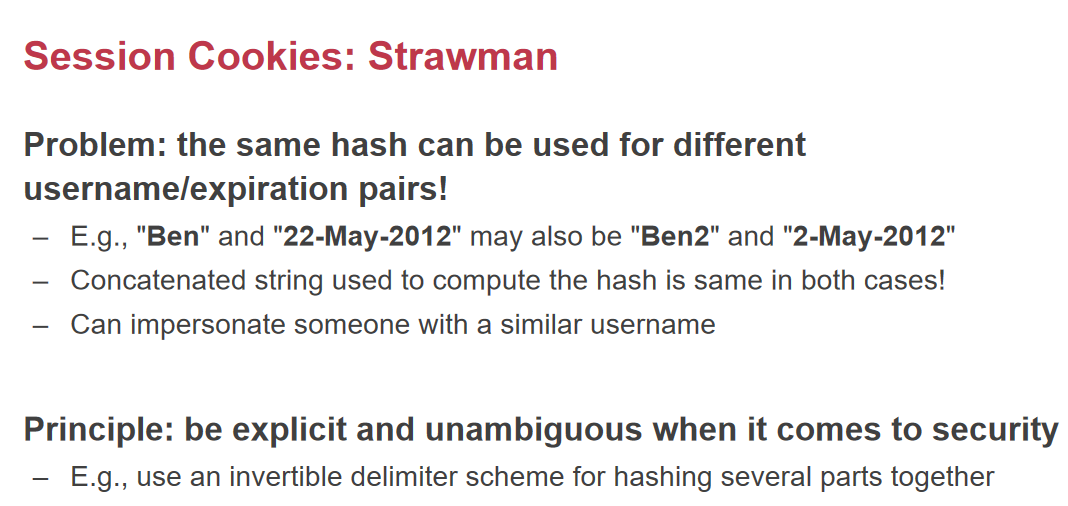 Session Cookies: Strawman
Problem: the same hash can be used for different
username/expiration pairs!
– E.g., "Ben" and "22-May-2012" may also be "Ben2" and "2-May-2012"
– Concatenated string used to compute the hash is same in both cases!
– Can impersonate someone with a similar username
Principle: be explicit and unambiguous when it comes to security
– E.g., use an invertible delimiter scheme for hashing several parts together